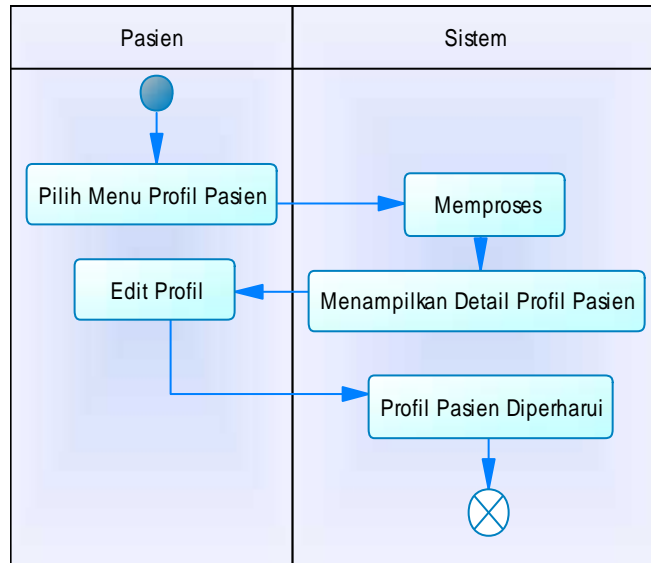 Pasien
Sistem
Pilih Menu Profil Pasien
Memproses
Edit Profil
Menampilkan Detail Profil Pasien
Profil Pasien Diperharui